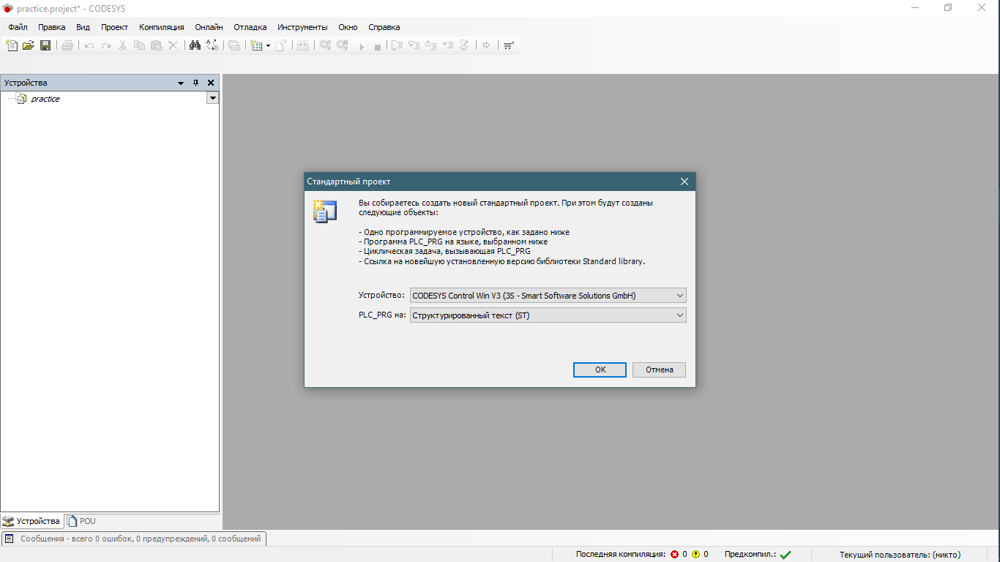 practice.project* - CODESYS
Файл Правка Вид Проект Компиляция Онлайн Отладка Инструменты Окно Справка
Устройства
practice
Стандартный проект
Вы собираетесь создать новый стандартный проект. При этом будут созданы
следующие объекты:
- Одно программируемое устройство, как задано ниже
- Программа PLC_PRG на языке, выбранном ниже
- Циклическая задача, вызывающая PLC_PRG
- Ссылка на новейшую установленную версию библиотеки Standard library.
Устройство: CODESYS Control Win V3 (3S - Smart Software Solutions GmbH)
PLC_PRG на: Структурированный текст (ST)
OK Отмена
Устройства POU
Сообщения - всего 0 ошибок, 0 предупреждений, 0 сообщений
Последняя компиляция: 0 0 Предкомпил.: Текущий пользователь: (никто)